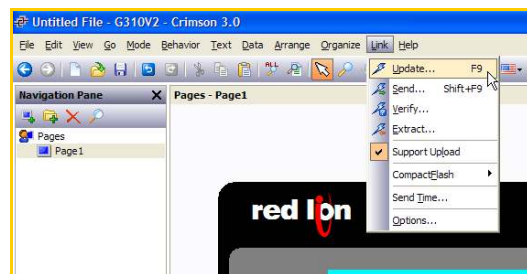 Untitled File - G310V2 - Crimson 3.0
File Edit View Go Mode Behavior Text Data Arrange Organize Link Help
Navigation Pane X
Pages - Page1
Pages
Page1
Update... F9
Send... Shift+F9
Verify...
Extract...
Support Upload
CompactFlash
Send Time...
Options...
red lion